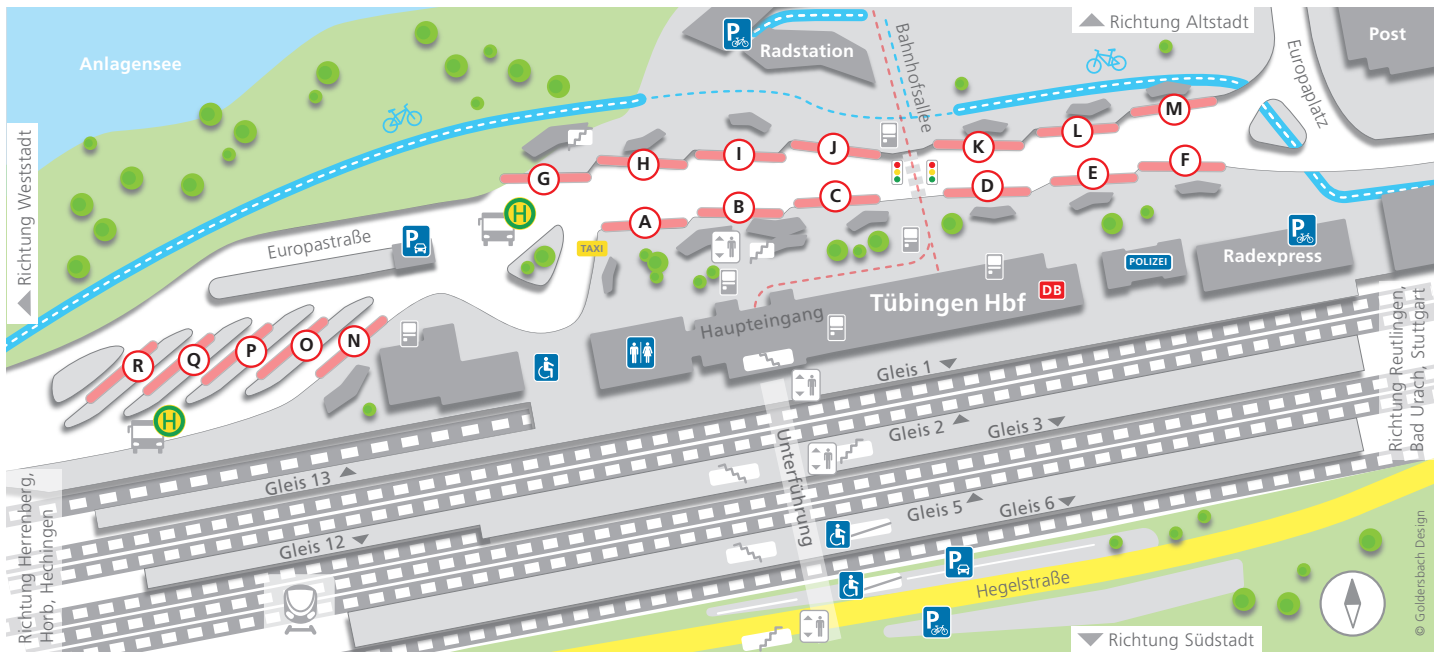 Richtung Altstadt
Post
Radstation
P
Bahnhofsallee
Europaplatz
Anlagensee
M
L
K
J
I
H
G
F
E
D
C
B
A
H
Richtung Weststadt
Europastraße
P
TAXI
POLIZEI
P
Radexpress
Tübingen Hbf
DB
Haupteingang
N
O
P
Q
R
H
Gleis 1
Gleis 2
Gleis 3
Gleis 5
Gleis 6
Gleis 13
Gleis 12
Unterführung
Richtung Reutlingen,
Bad Urach, Stuttgart
Richtung Herrenberg,
Horb, Hechingen
P
Hegelstraße
P
Richtung Südstadt
© Goldersbach Design